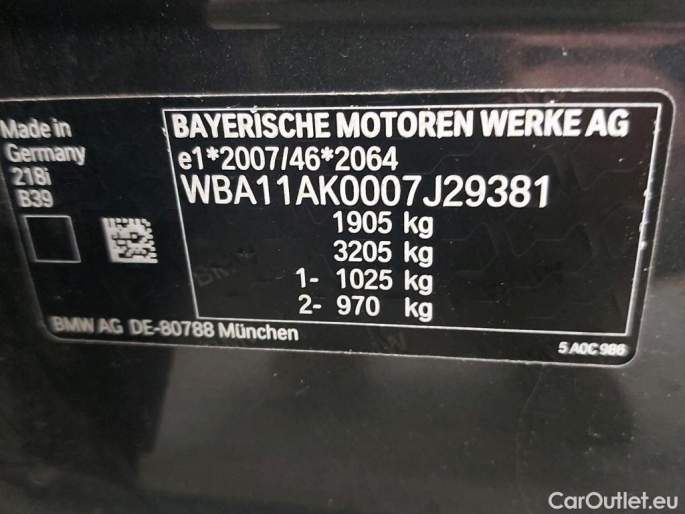 Made in
Germany
218i
B39
BAYERISCHE MOTOREN WERKE AG
e1*2007/46*2064
WBA11AK0007J29381
1905 kg
3205 kg
1- 1025 kg
2- 970 kg
BMW AG DE-80788 München
5 A0C 986
CarOutlet.eu